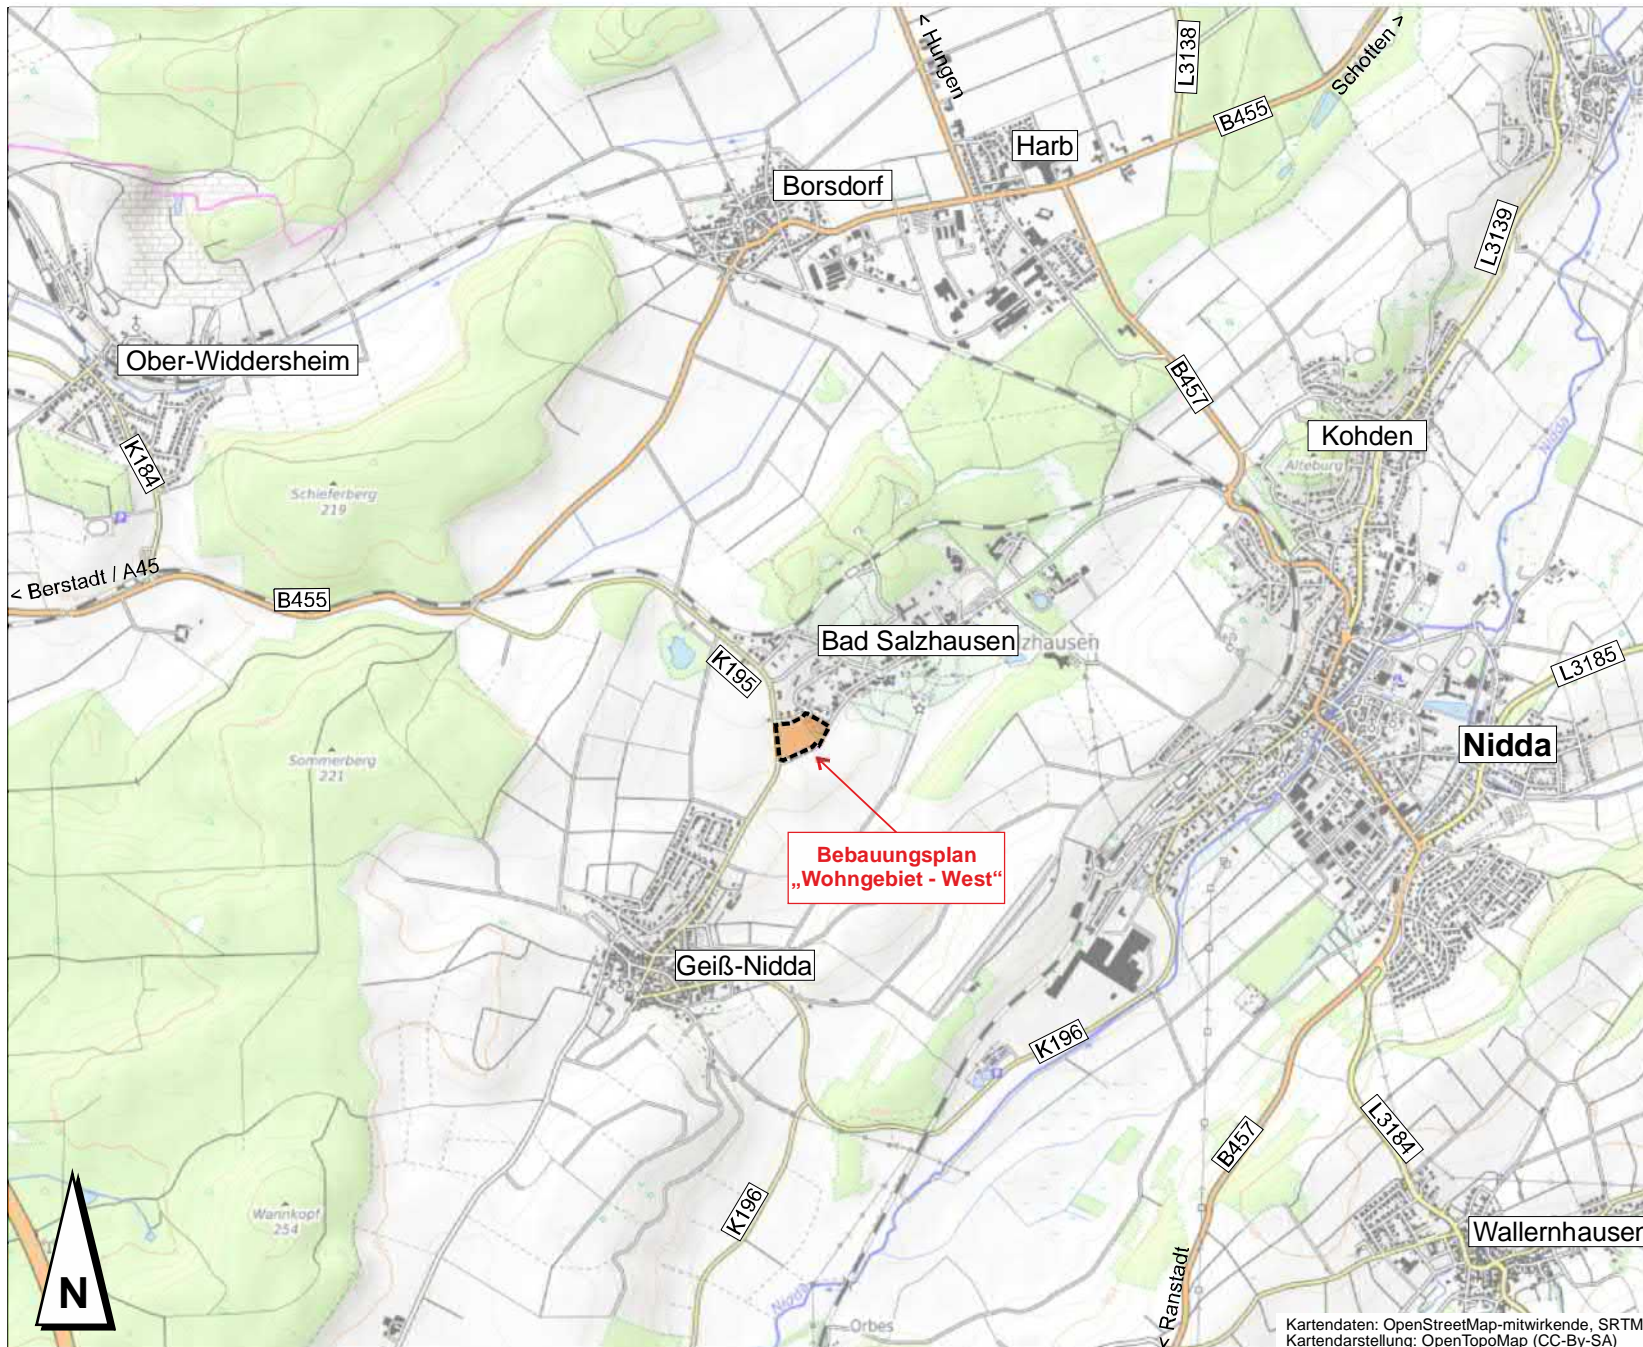 < Hungen
L3138
Schotten >
B455
Harb
Borsdorf
L3139
Ober-Widdersheim
B457
Kohden
Nidda
Alteburg
K184
Schieferberg
219
< Berstadt / A45
B455
Bad Salzhausen
zhausen
K195
L3185
Nidda
Sommerberg
221
Bebauungsplan
„Wohngebiet - West“
Geiß-Nidda
K196
L3184
B457
K196
Wannkopf
254
Wallernhausen
N
Nidda
Orbes
< Ranstadt
Kartendaten: OpenStreetMap-mitwirkende, SRTM
Kartendarstellung: OpenTopoMap (CC-By-SA)